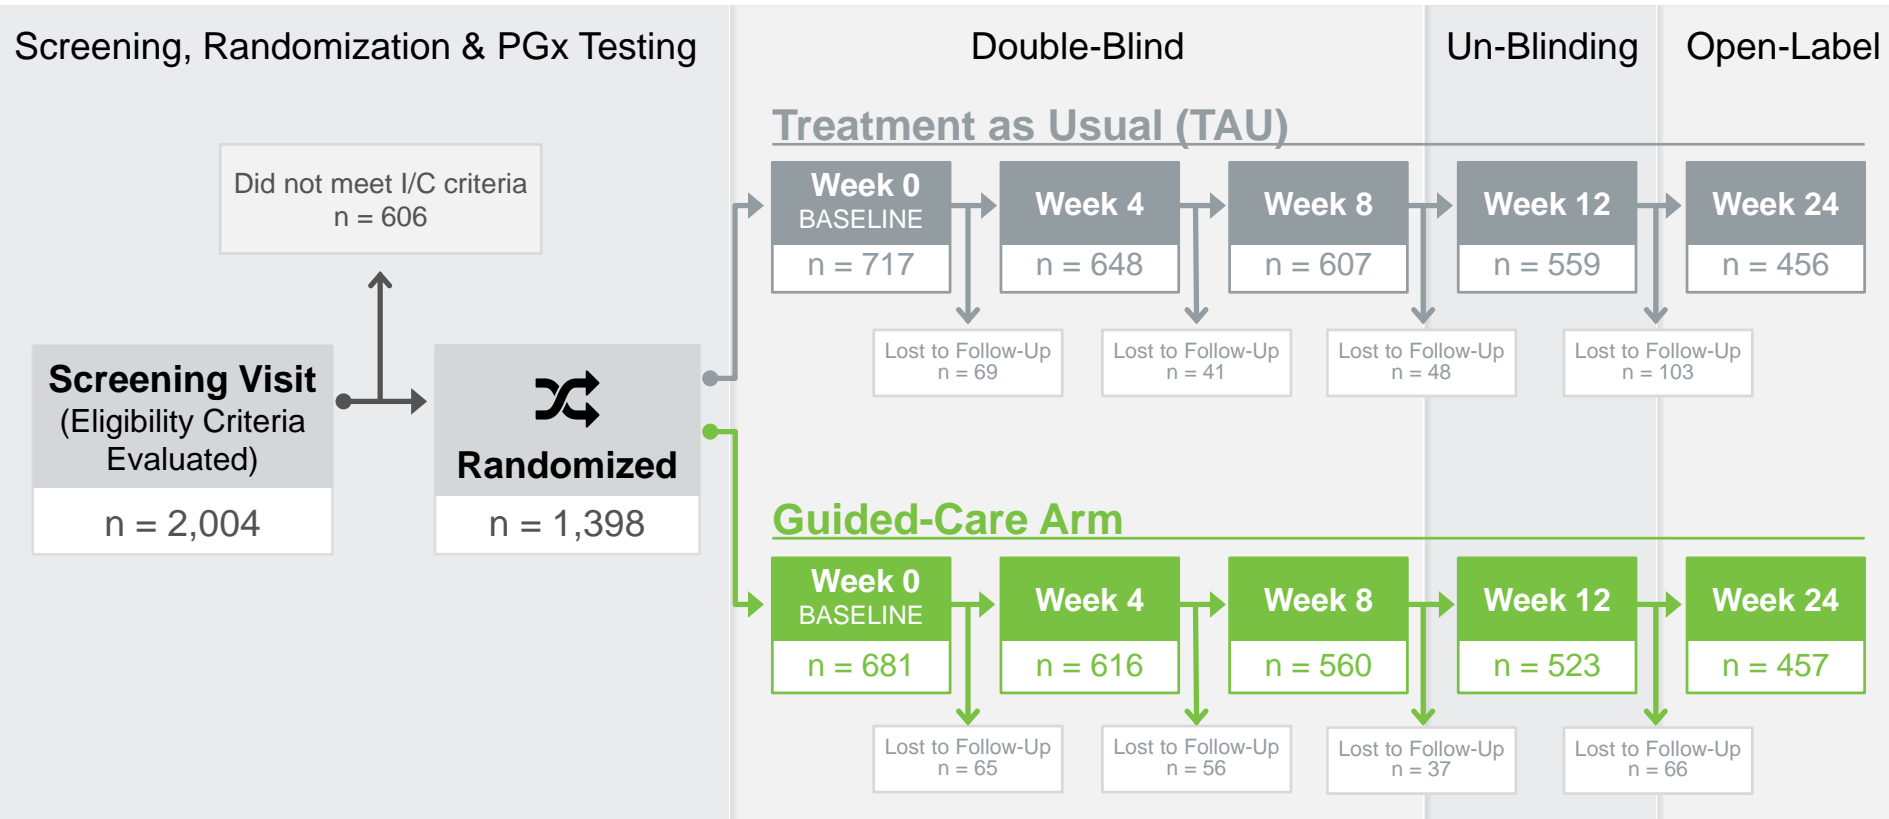 Screening, Randomization & PGx Testing
Double-Blind
Un-Blinding
Open-Label
Did not meet I/C criteria
n = 606
Screening Visit
(Eligibility Criteria
Evaluated)
n = 2,004
Randomized
n = 1,398
Treatment as Usual (TAU)
Week 0
BASELINE
n = 717
Week 4
n = 648
Week 8
n = 607
Week 12
n = 559
Week 24
n = 456
Lost to Follow-Up
n = 69
Lost to Follow-Up
n = 41
Lost to Follow-Up
n = 48
Lost to Follow-Up
n = 103
Guided-Care Arm
Week 0
BASELINE
n = 681
Week 4
n = 616
Week 8
n = 560
Week 12
n = 523
Week 24
n = 457
Lost to Follow-Up
n = 65
Lost to Follow-Up
n = 56
Lost to Follow-Up
n = 37
Lost to Follow-Up
n = 66